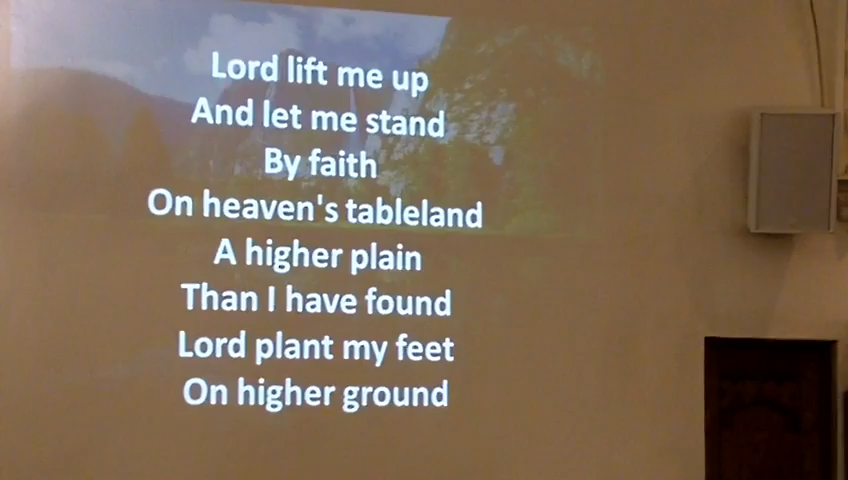 Lord lift me up
And let me stand
By faith
On heaven's tableland
A higher plain
Than I have found
Lord plant my feet
On higher ground